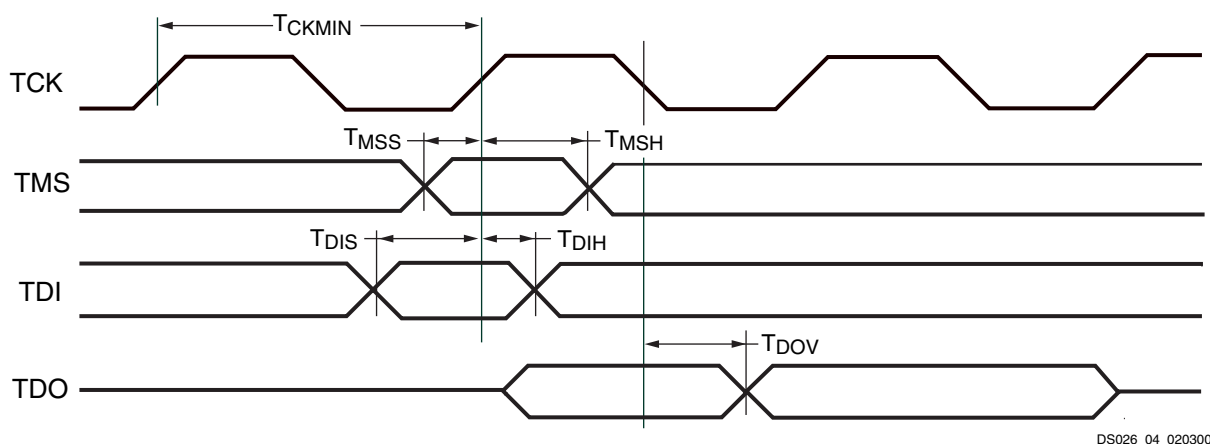 TCKMIN
TCK
TMSS
TMSH
TMS
TDIS
TDIH
TDI
TDOV
TDO
DS026_04_020300